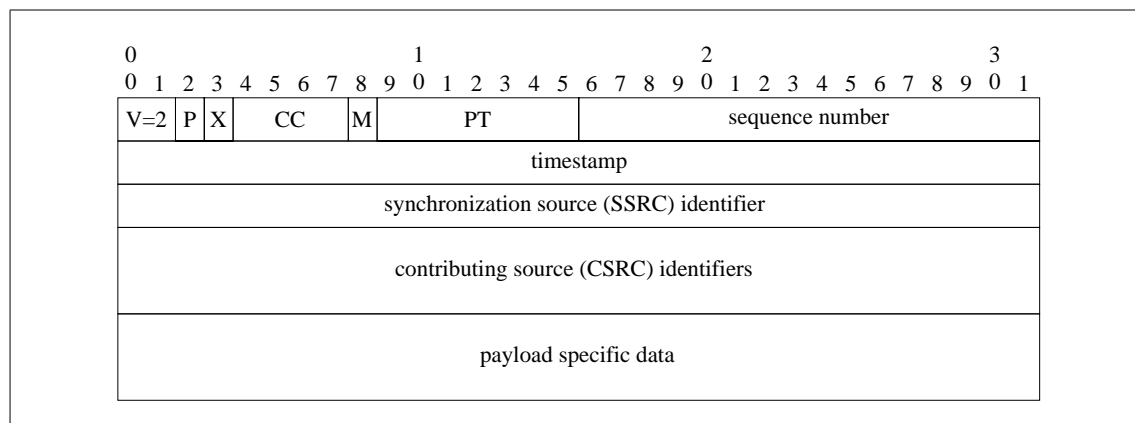 0 1 2 3
0 1 2 3 4 5 6 7 8 9 0 1 2 3 4 5 6 7 8 9 0 1 2 3 4 5 6 7 8 9 0 1
V=2 P X CC M PT sequence number
timestamp
synchronization source (SSRC) identifier
contributing source (CSRC) identifiers
payload specific data